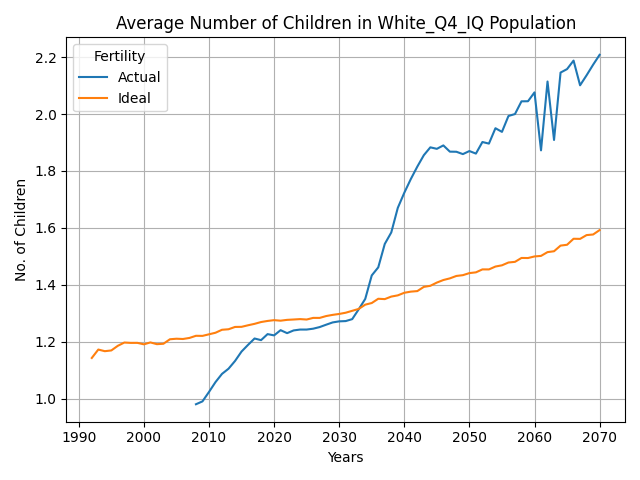 Average Number of Children in White_Q4_IQ Population
Fertility
Actual
Ideal
No. of Children
2.2
2.0
1.8
1.6
1.4
1.2
1.0
1990 2000 2010 2020 2030 2040 2050 2060 2070
Years